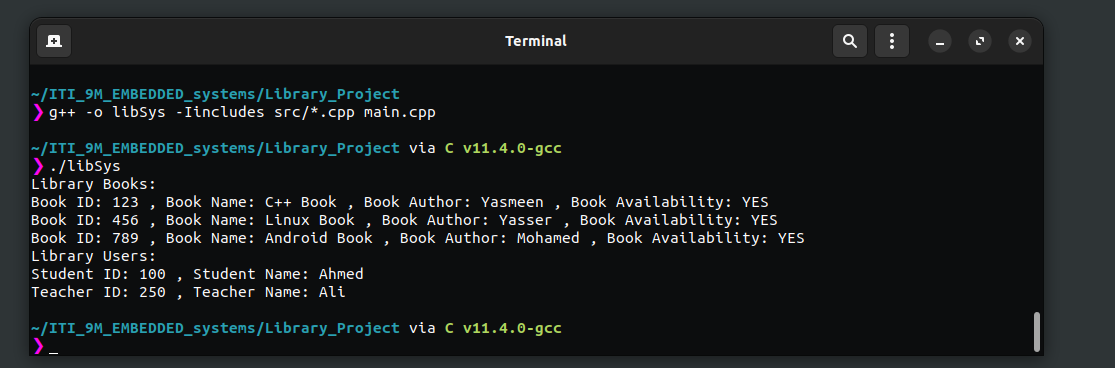 Terminal
~/ITI_9M_EMBEDDED_systems/Library_Project
❯ g++ -o libSys -Iincludes src/*.cpp main.cpp
~/ITI_9M_EMBEDDED_systems/Library_Project via C v11.4.0-gcc
❯ ./libSys
Library Books:
Book ID: 123 , Book Name: C++ Book , Book Author: Yasmeen , Book Availability: YES
Book ID: 456 , Book Name: Linux Book , Book Author: Yasser , Book Availability: YES
Book ID: 789 , Book Name: Android Book , Book Author: Mohamed , Book Availability: YES
Library Users:
Student ID: 100 , Student Name: Ahmed
Teacher ID: 250 , Teacher Name: Ali
~/ITI_9M_EMBEDDED_systems/Library_Project via C v11.4.0-gcc
❯ _